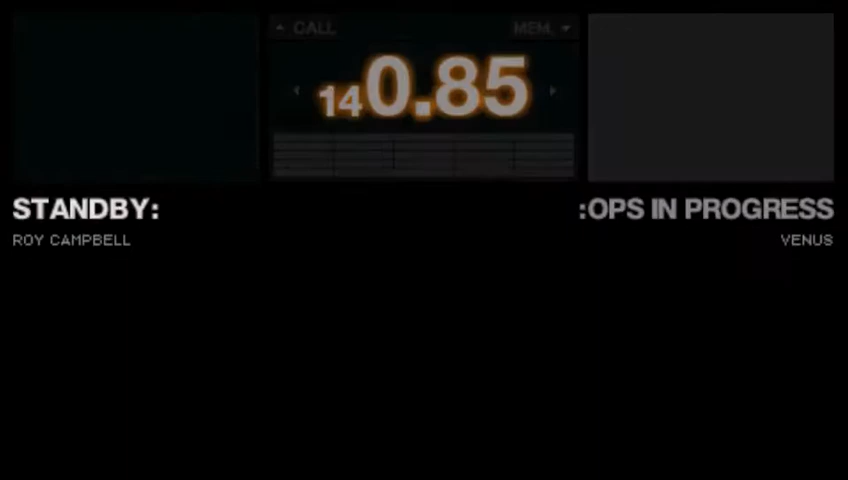 CALL MEM.
140.85
STANDBY: :OPS IN PROGRESS
ROY CAMPBELL VENUS